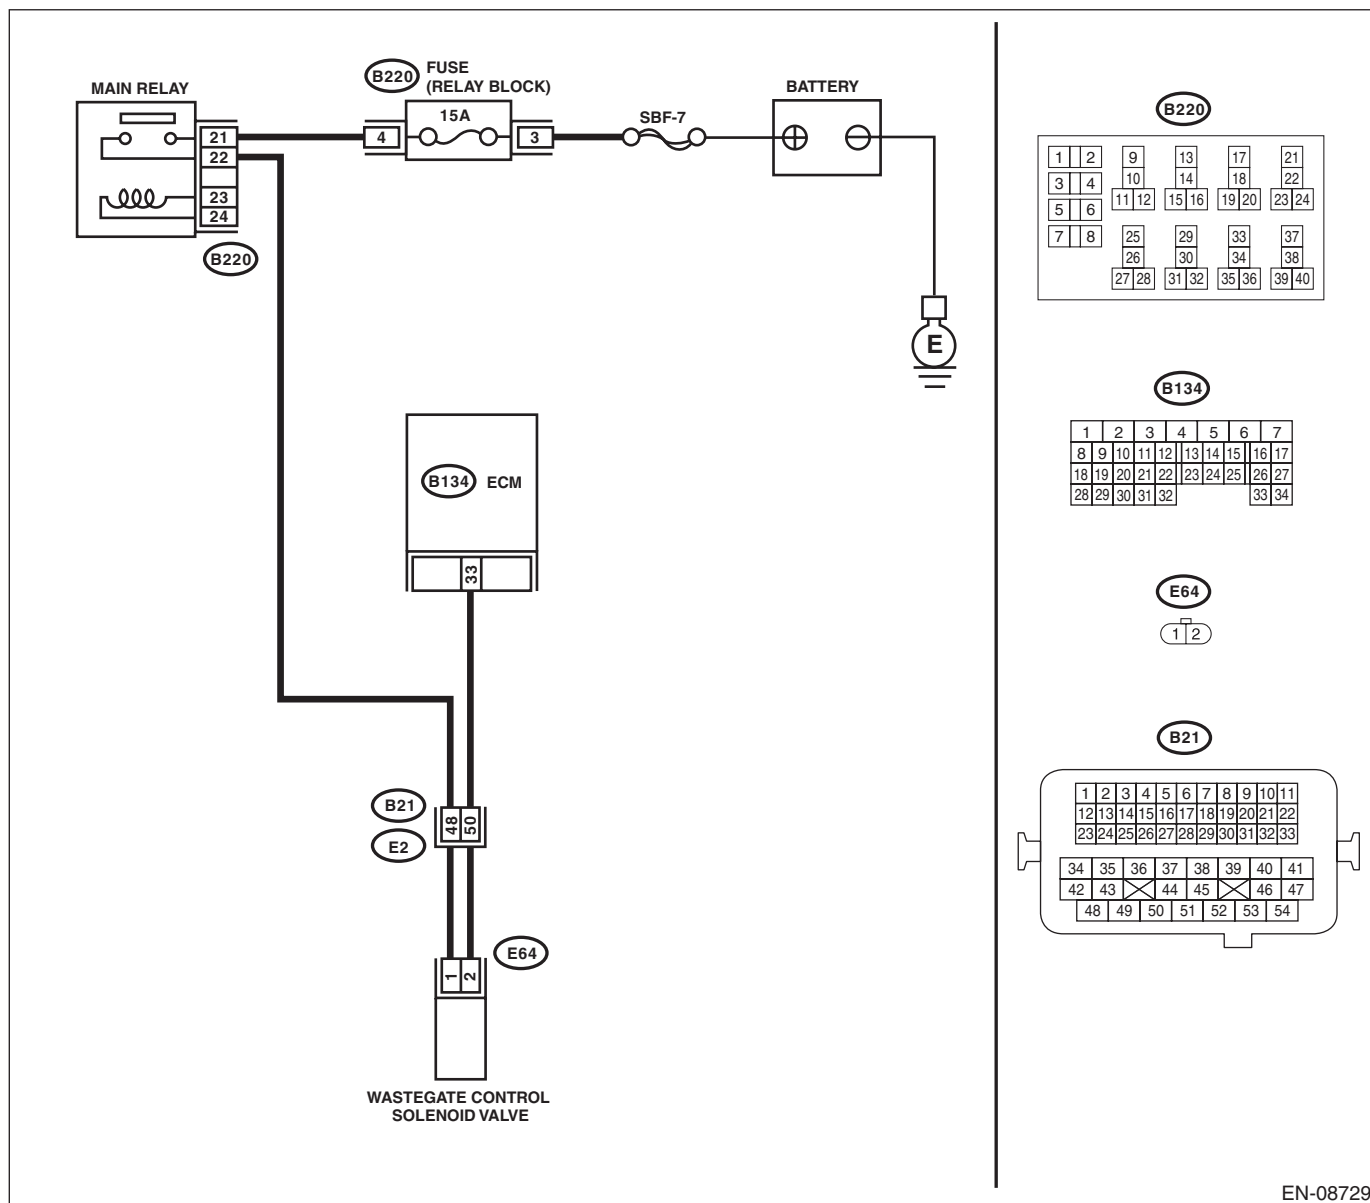 MAIN RELAY
B220
FUSE
(RELAY BLOCK)
15A
4
3
SBF-7
BATTERY
21
22
23
24
B220
E
B134 ECM
33
B21
E2
48 50
E64
1 2
WASTEGATE CONTROL
SOLENOID VALVE
B220
1 2 9 13 17 21
3 4 10 14 18 22
11 12 15 16 19 20 23 24
5 6
7 8 25 29 33 37
26 30 34 38
27 28 31 32 35 36 39 40
B134
1 2 3 4 5 6 7
8 9 10 11 12 13 14 15 16 17
18 19 20 21 22 23 24 25 26 27
28 29 30 31 32 33 34
E64
1 2
B21
1 2 3 4 5 6 7 8 9 10 11
12 13 14 15 16 17 18 19 20 21 22
23 24 25 26 27 28 29 30 31 32 33
34 35 36 37 38 39 40 41
42 43 44 45 46 47
48 49 50 51 52 53 54
EN-08729